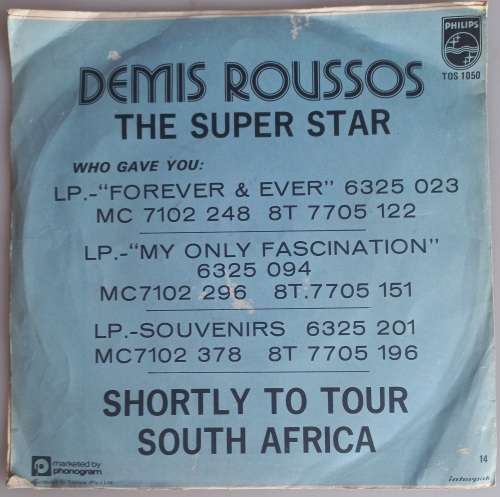 PHILIPS
TOS 1050
DEMIS ROUSSOS
THE SUPER STAR
WHO GAVE YOU:
LP.-"FOREVER & EVER" 6325 023
MC 7102 248 8T 7705 122
LP.-"MY ONLY FASCINATION"
6325 094
MC7102 296 8T.7705 151
LP.-SOUVENIRS 6325 201
MC7102 378 8T 7705 196
SHORTLY TO TOUR
SOUTH AFRICA
marketed by
phonogram
14
interpak